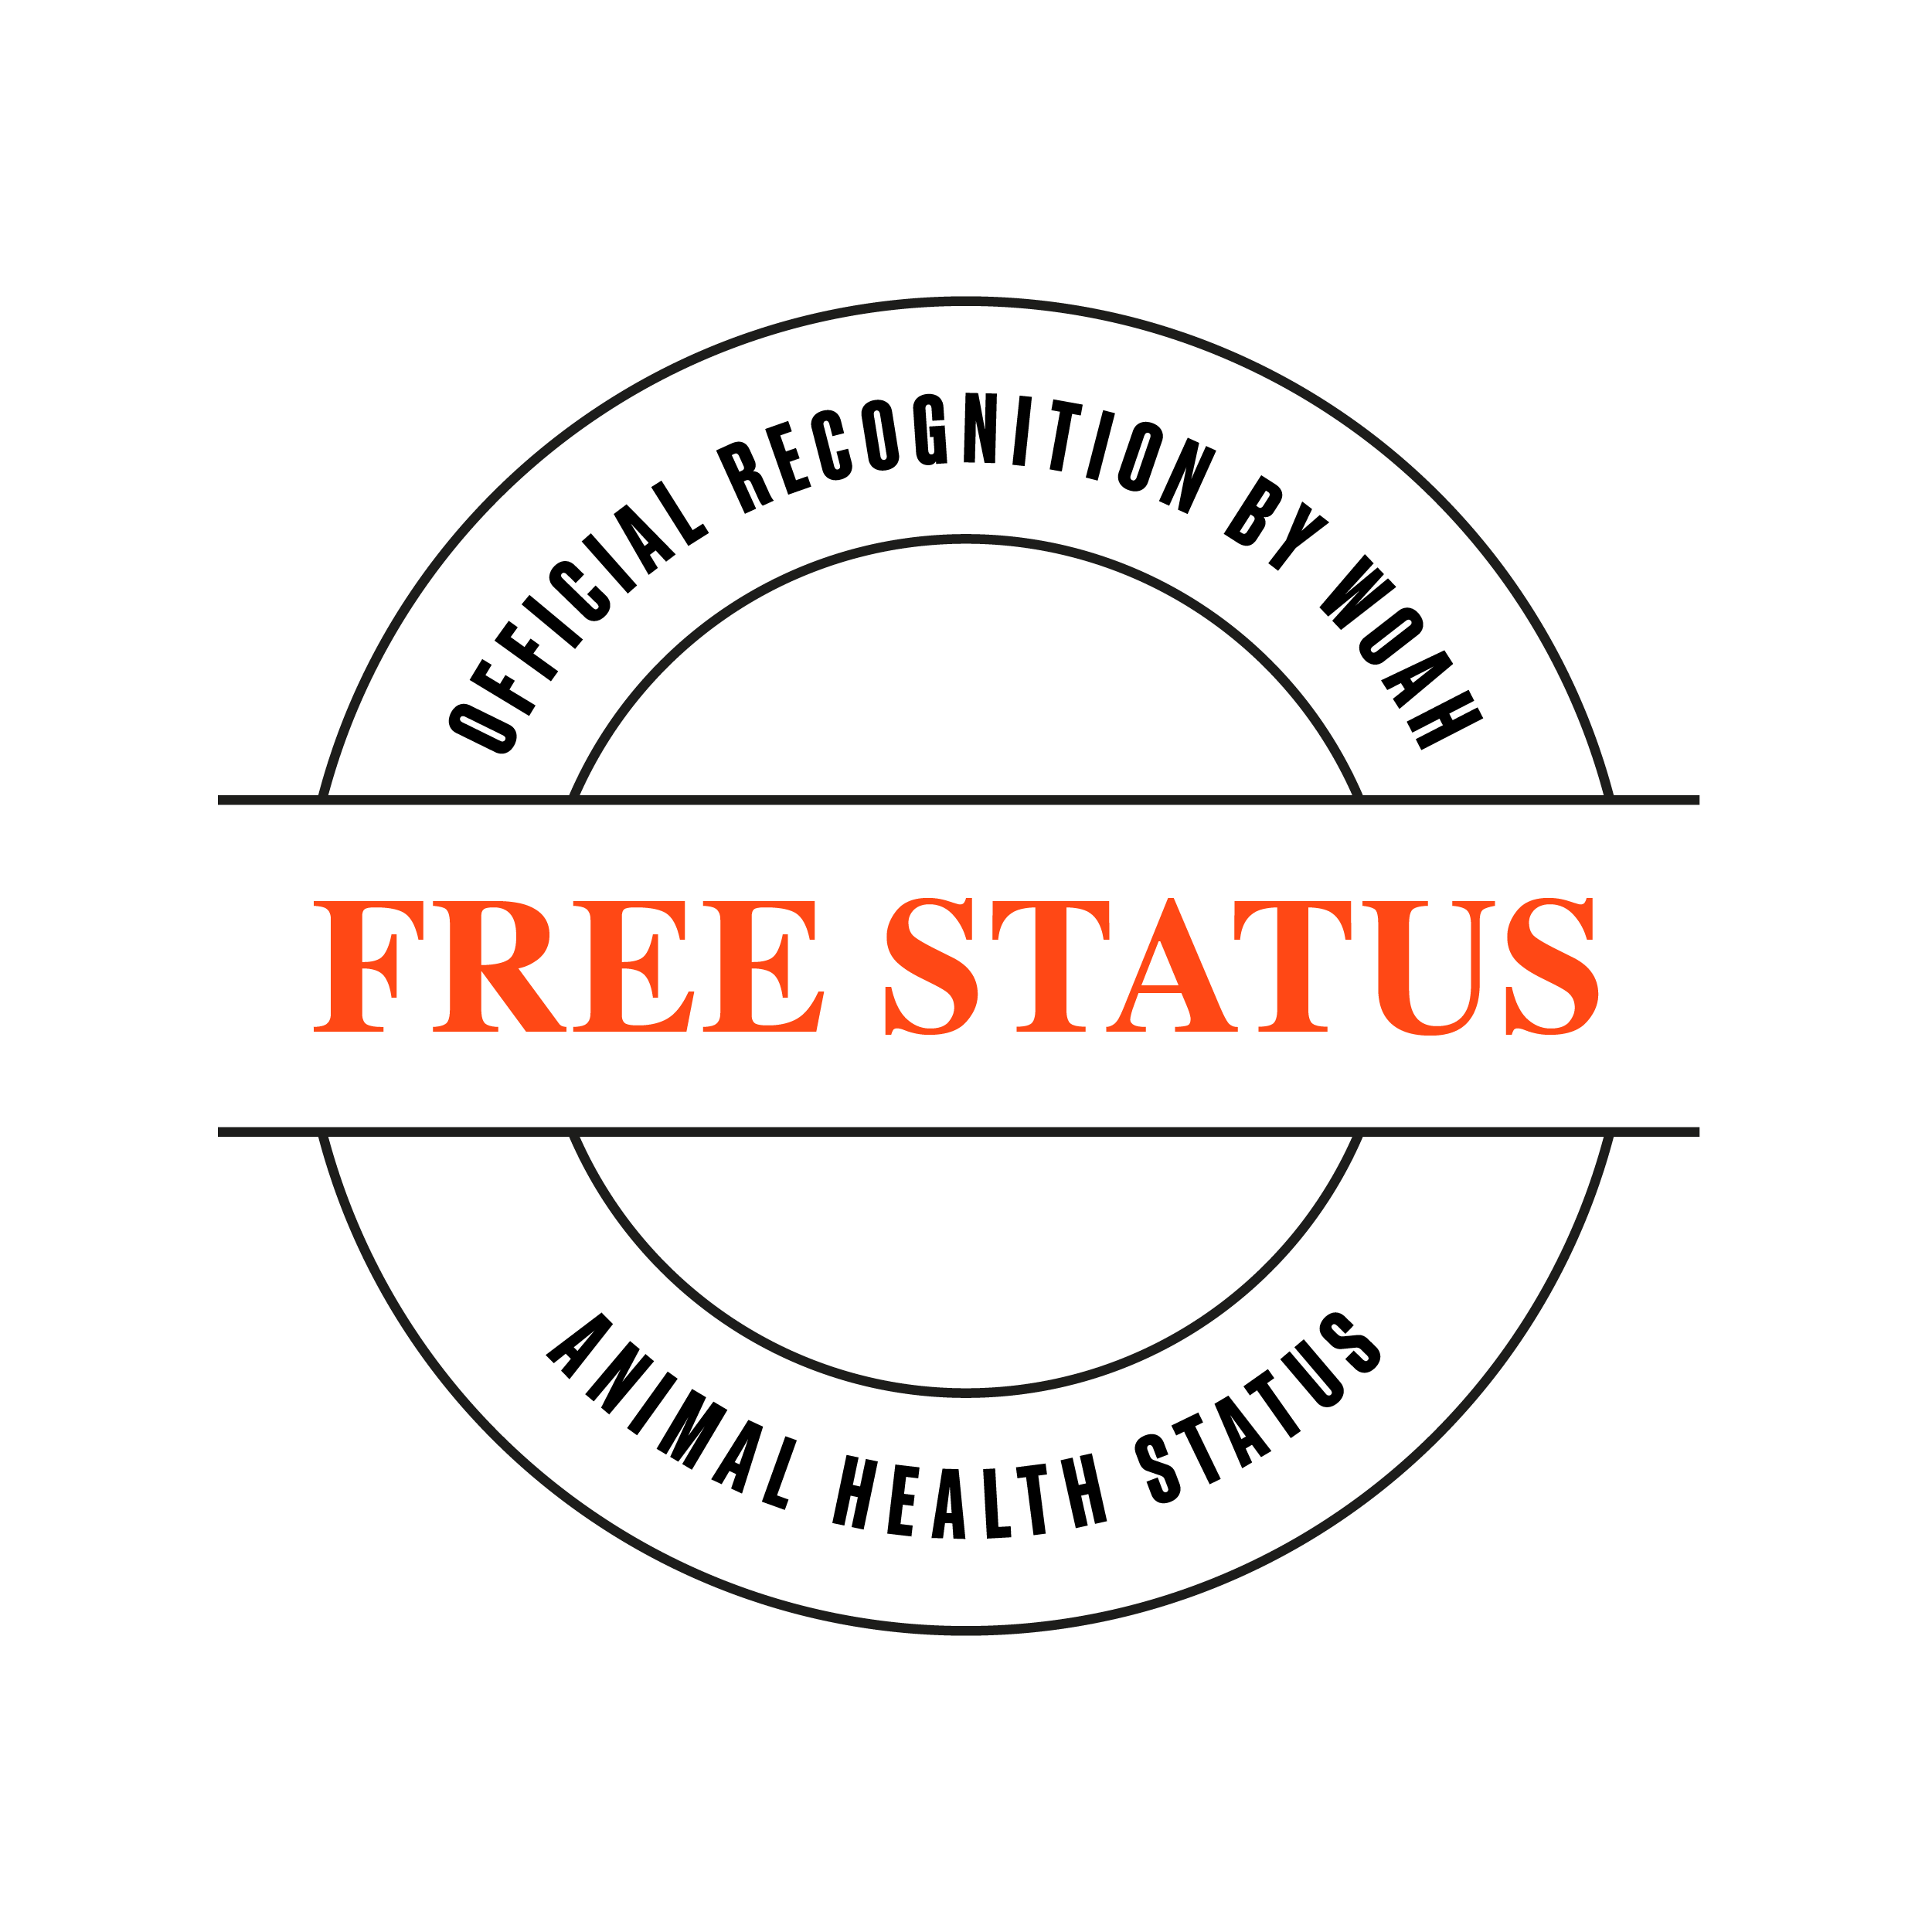 OFFICIAL RECOGNITION BY WOAH
FREE STATUS
ANIMAL HEALTH STATUS